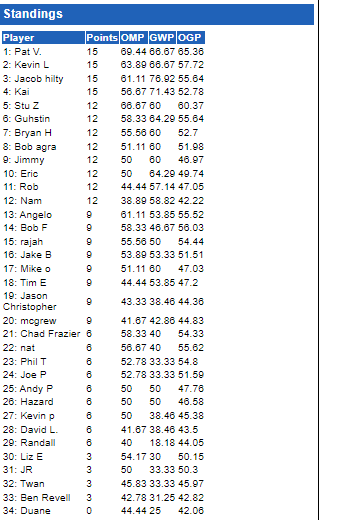 Standings
Player Points OMP GWP OGP
1: Pat V. 15 69.44 66.67 65.36
2: Kevin L 15 63.89 66.67 57.72
3: Jacob hilty 15 61.11 76.92 55.64
4: Kai 15 56.67 71.43 52.78
5: Stu Z 12 66.67 60 60.37
6: Guhstin 12 58.33 64.29 55.64
7: Bryan H 12 55.56 60 52.7
8: Bob agra 12 51.11 60 51.98
9: Jimmy 12 50 60 46.97
10: Eric 12 50 64.29 49.74
11: Rob 12 44.44 57.14 47.05
12: Nam 12 38.89 58.82 42.22
13: Angelo 9 61.11 53.85 55.52
14: Bob F 9 58.33 46.67 56.03
15: rajah 9 55.56 50 54.44
16: Jake B 9 53.89 53.33 51.51
17: Mike o 9 51.11 60 47.03
18: Tim E 9 44.44 53.85 47.2
19: Jason
Christopher 9 43.33 38.46 44.36
20: mcgrew 9 41.67 42.86 44.83
21: Chad Frazier 6 58.33 40 54.33
22: nat 6 56.67 40 55.62
23: Phil T 6 52.78 33.33 54.8
24: Joe P 6 52.78 33.33 51.59
25: Andy P 6 50 50 47.76
26: Hazard 6 50 50 46.58
27: Kevin p 6 50 38.46 45.38
28: David L. 6 41.67 38.46 43.5
29: Randall 6 40 18.18 44.05
30: Liz E 3 54.17 30 50.15
31: JR 3 50 33.33 50.3
32: Twan 3 45.83 33.33 45.97
33: Ben Revell 3 42.78 31.25 42.82
34: Duane 0 44.44 25 42.06